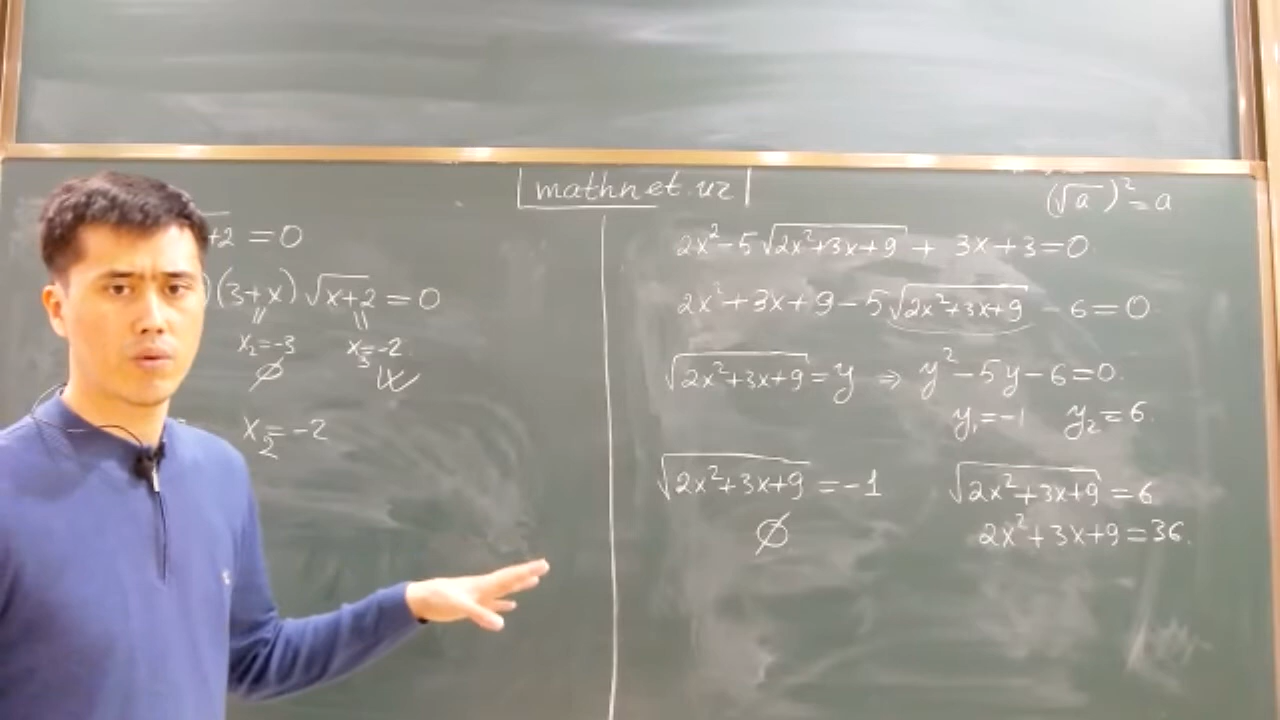 mathnet.uz
+2 = 0
)(3+x) √(x+2) = 0
x₂=-3 x₃=-2
∅
x₂=-2
(√a)² = a
2x²-5√(2x²+3x+9) + 3x+3=0
2x²+3x+9-5√(2x²+3x+9) - 6=0
√(2x²+3x+9)=y ⇒ y²-5y-6=0.
y₁=-1 y₂=6.
√(2x²+3x+9) =-1 √(2x²+3x+9) =6
∅ 2x²+3x+9=36.